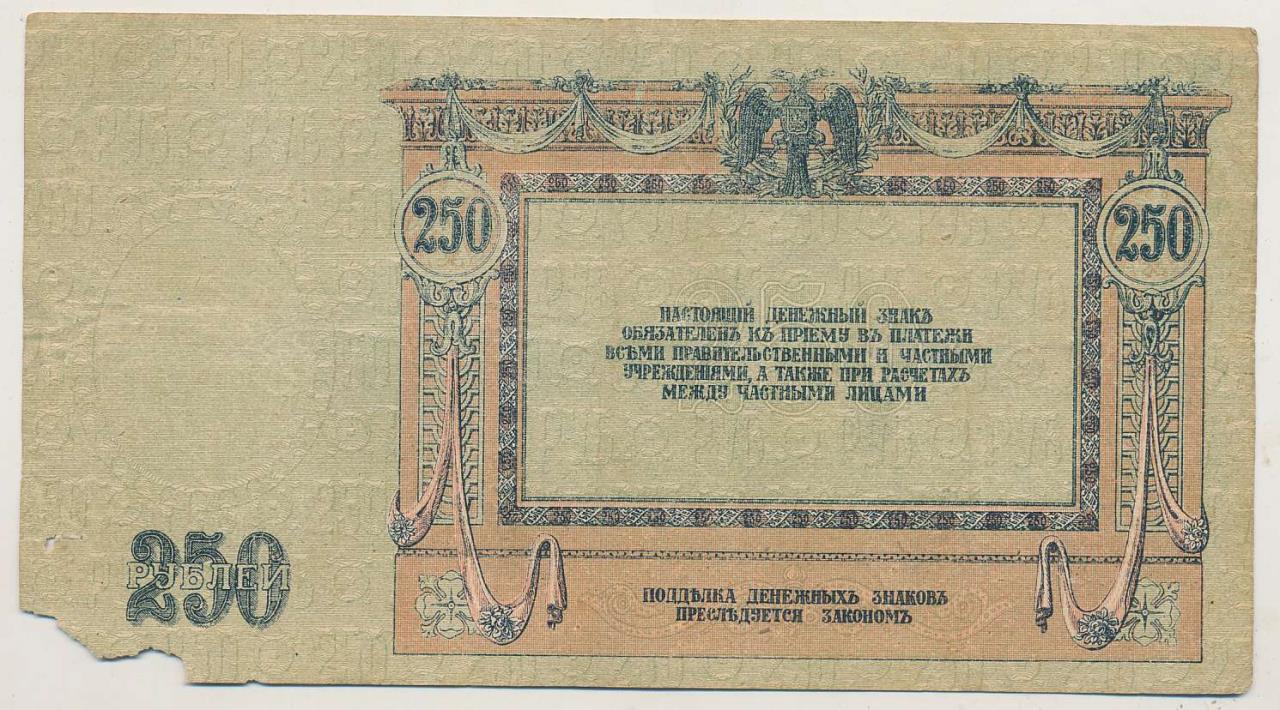 250
250
НАСТОЯЩІЙ ДЕНЕЖНЫЙ ЗНАКЪ
ОБЯЗАТЕЛЕНЪ КЪ ПРІЕМУ ВЪ ПЛАТЕЖИ
ВСѢМИ ПРАВИТЕЛЬСТВЕННЫМИ И ЧАСТНЫМИ
УЧРЕЖДЕНІЯМИ, А ТАКЖЕ ПРИ РАСЧЕТАХЪ
МЕЖДУ ЧАСТНЫМИ ЛИЦАМИ
250
250
РУБЛЕЙ
ПОДДѢЛКА ДЕНЕЖНЫХЪ ЗНАКОВЪ
ПРЕСЛѢДУЕТСЯ ЗАКОНОМЪ